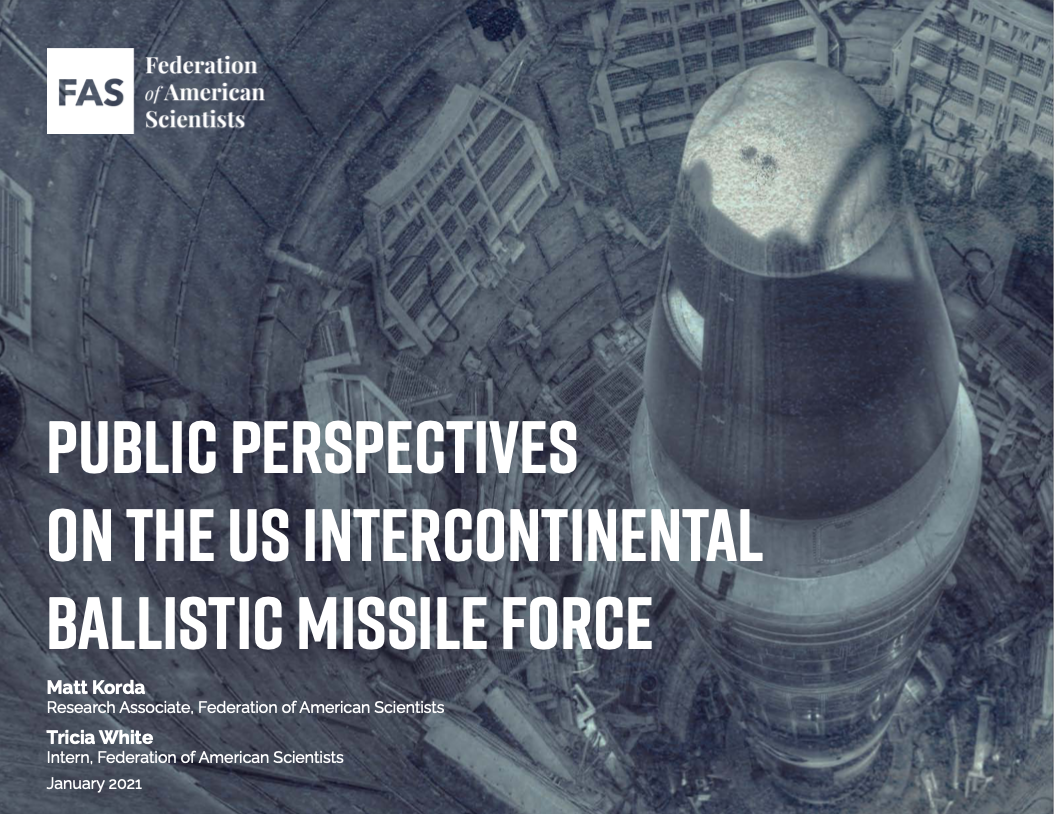 FAS
Federation
of American
Scientists
PUBLIC PERSPECTIVES
ON THE US INTERCONTINENTAL
BALLISTIC MISSILE FORCE
Matt Korda
Research Associate, Federation of American Scientists
Tricia White
Intern, Federation of American Scientists
January 2021